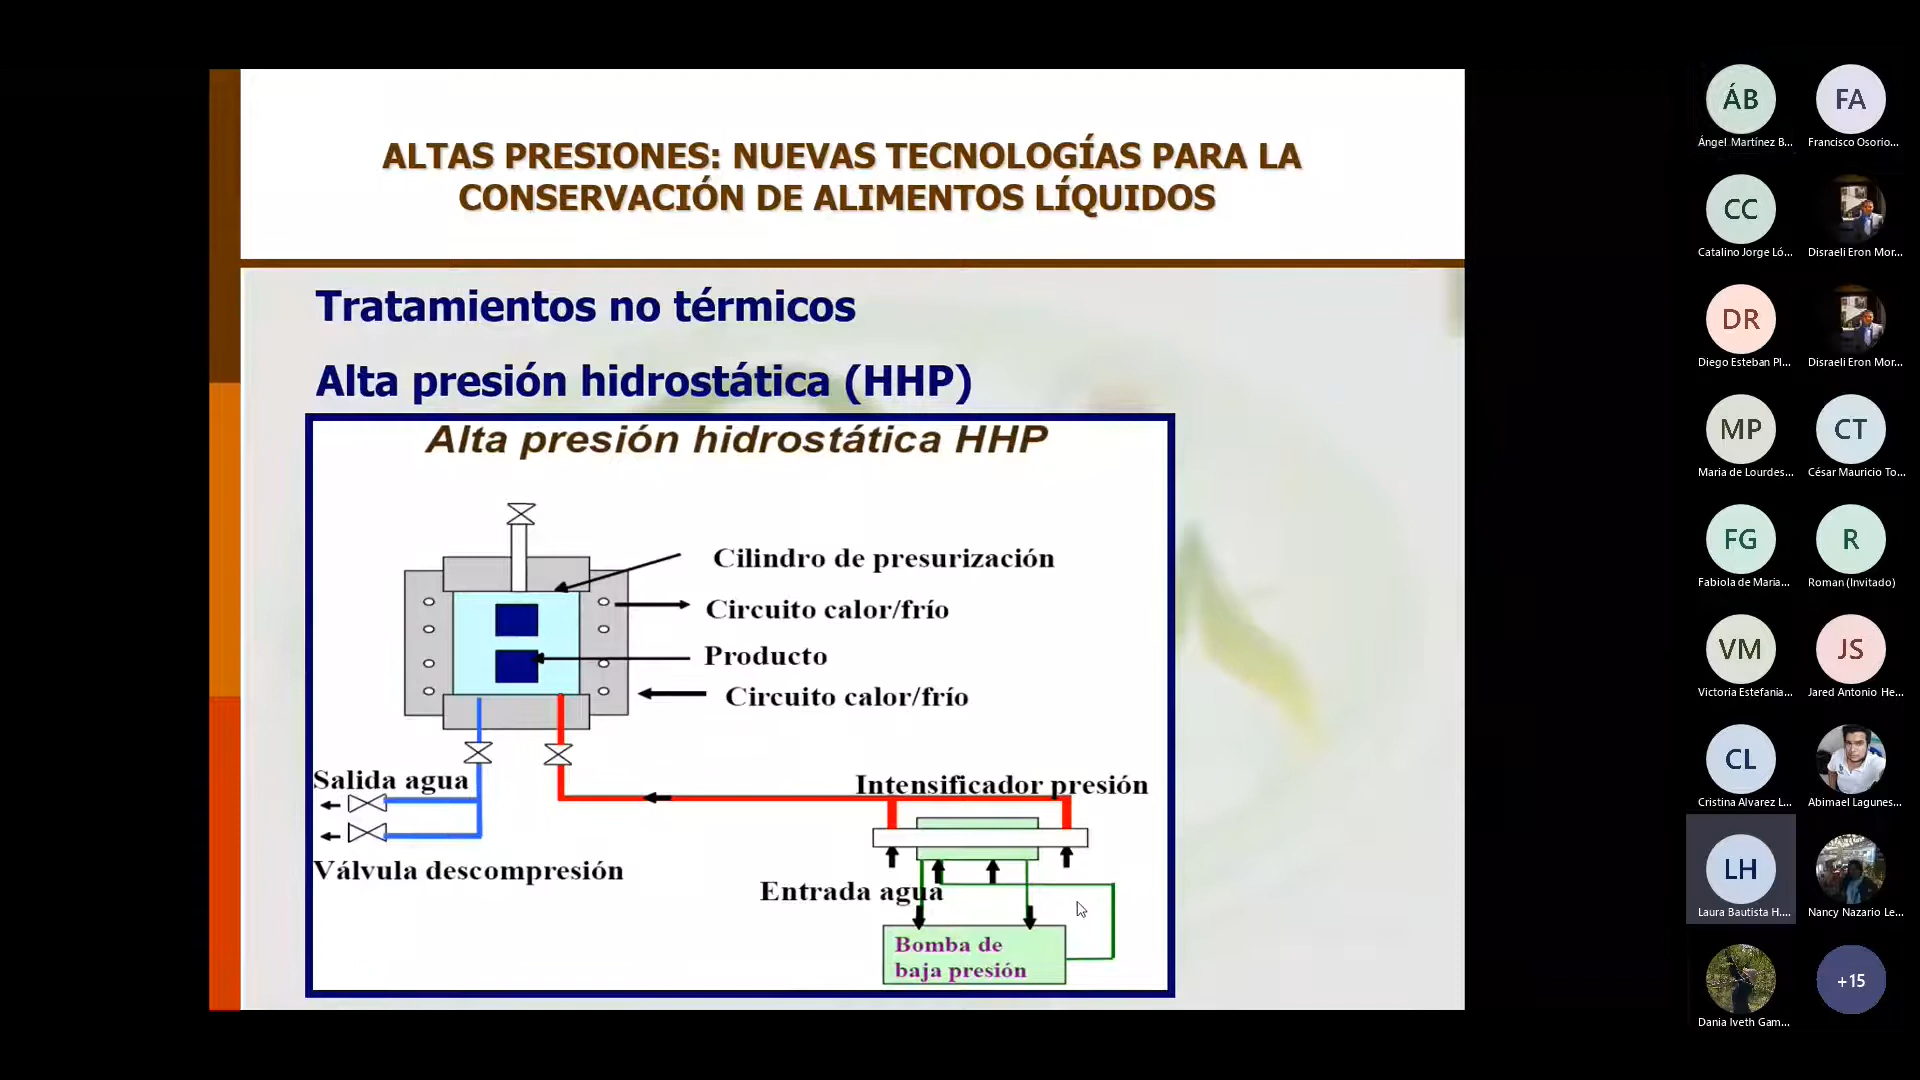 ALTAS PRESIONES: NUEVAS TECNOLOGÍAS PARA LA
CONSERVACIÓN DE ALIMENTOS LÍQUIDOS
Tratamientos no térmicos
Alta presión hidrostática (HHP)
Alta presión hidrostática HHP
Cilindro de presurización
Circuito calor/frío
Producto
Circuito calor/frío
Salida agua
Intensificador presión
Válvula descompresión
Entrada agua
Bomba de
baja presión
ÁB
Ángel Martínez B...
FA
Francisco Osorio...
CC
Catalino Jorge Ló...
Disraeli Eron Mor...
DR
Diego Esteban Pl...
Disraeli Eron Mor...
MP
Maria de Lourdes...
CT
César Mauricio To...
FG
Fabiola de Maria...
R
Roman (Invitado)
VM
Victoria Estefania...
JS
Jared Antonio He...
CL
Cristina Alvarez L...
Abimael Lagunes...
LH
Laura Bautista H....
Nancy Nazario Le...
Dania Iveth Gam...
+15